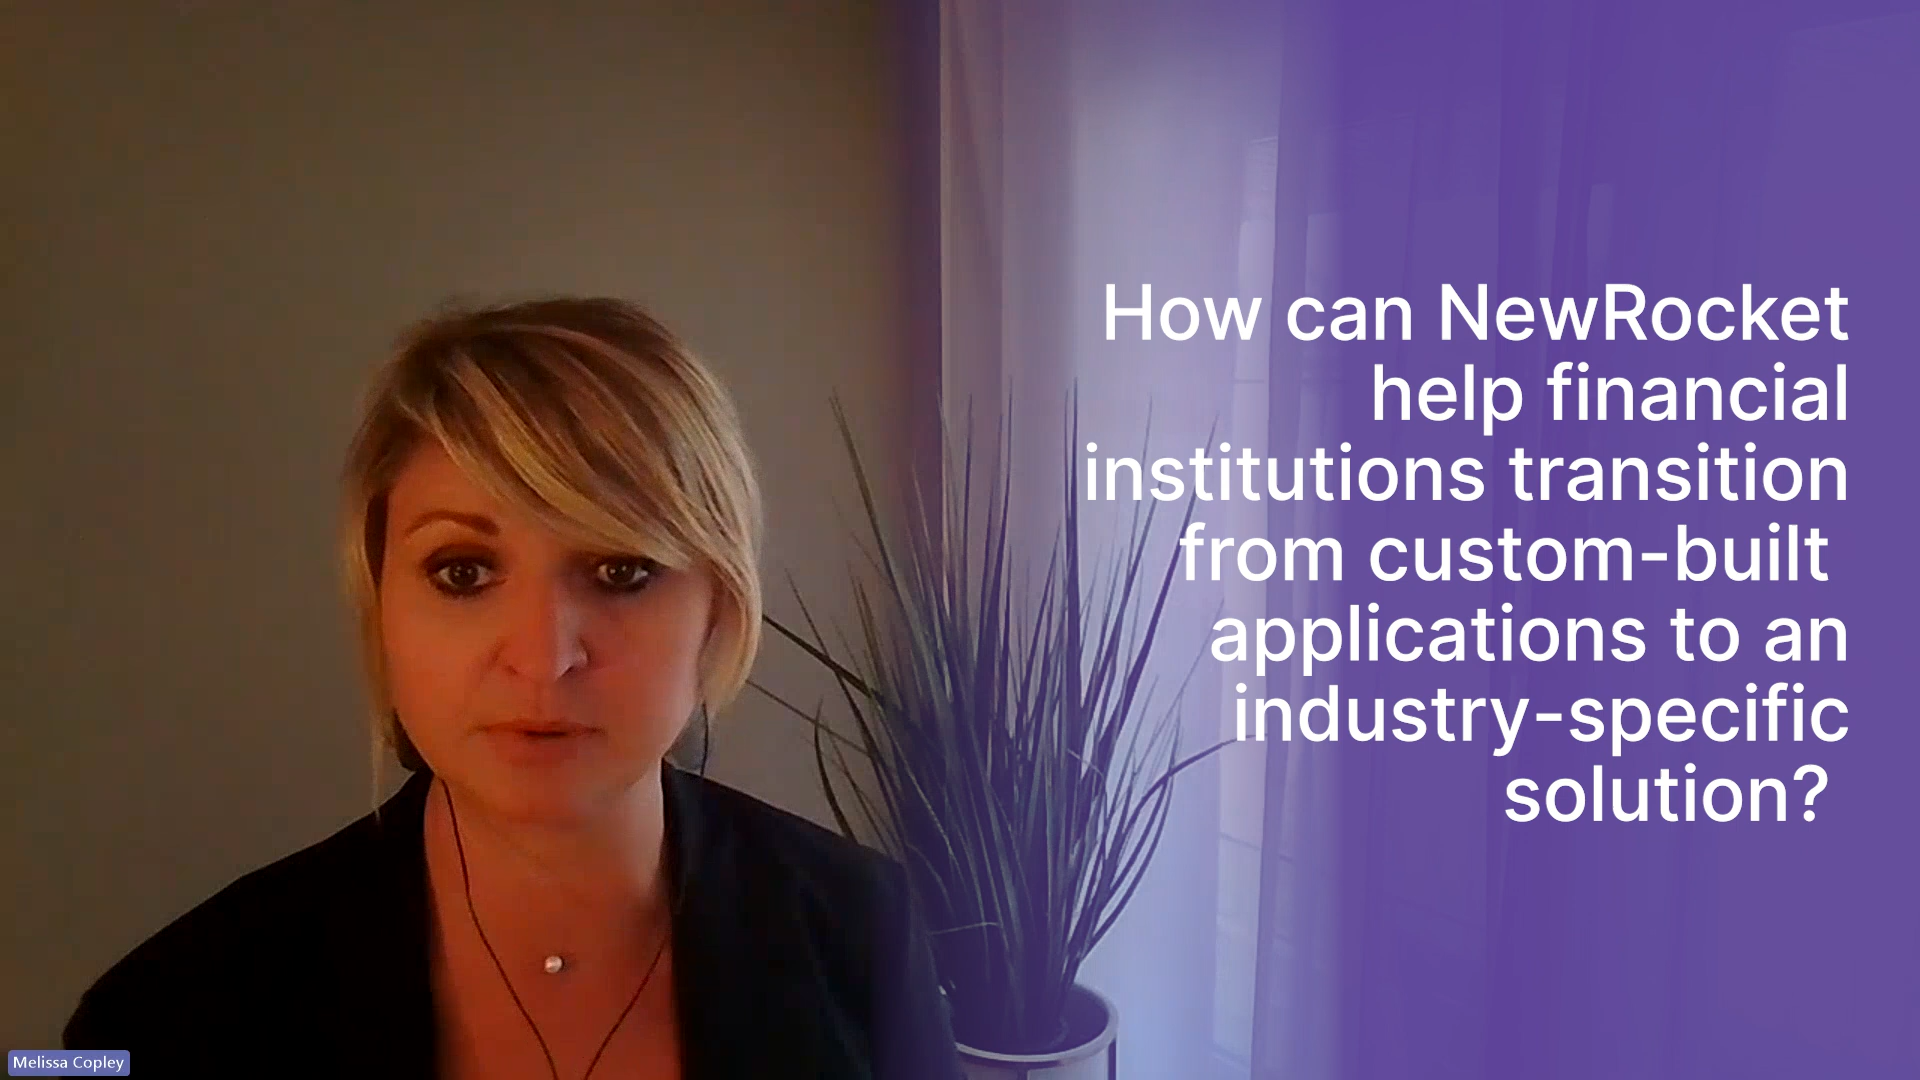 How can NewRocket
help financial
institutions transition
from custom-built
applications to an
industry-specific
solution?
Melissa Copley